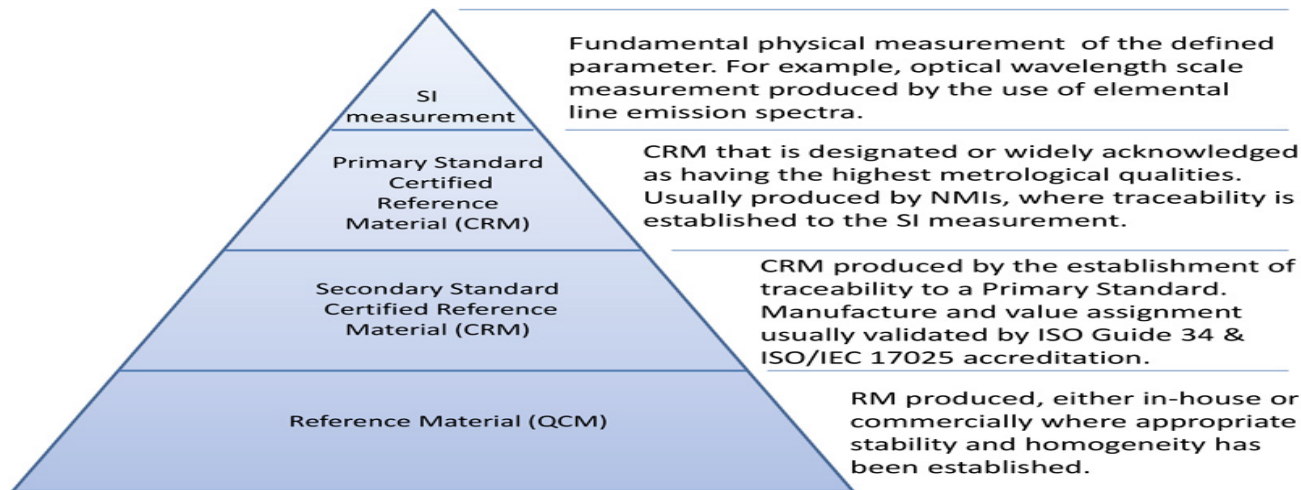 SI
measurement
Fundamental physical measurement of the defined
parameter. For example, optical wavelength scale
measurement produced by the use of elemental
line emission spectra.
Primary Standard
Certified
Reference
Material (CRM)
CRM that is designated or widely acknowledged
as having the highest metrological qualities.
Usually produced by NMIs, where traceability is
established to the SI measurement.
Secondary Standard
Certified Reference
Material (CRM)
CRM produced by the establishment of
traceability to a Primary Standard.
Manufacture and value assignment
usually validated by ISO Guide 34 &
ISO/IEC 17025 accreditation.
Reference Material (QCM)
RM produced, either in-house or
commercially where appropriate
stability and homogeneity has
been established.